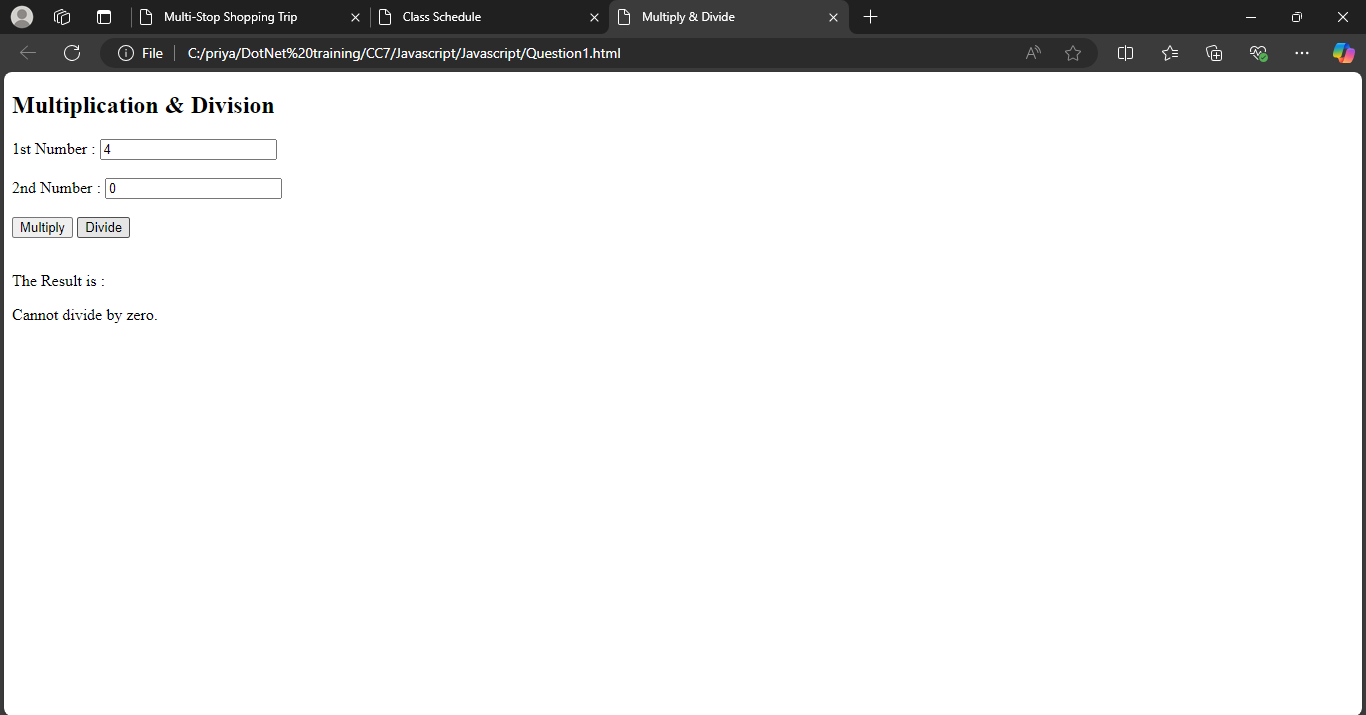 Multi-Stop Shopping Trip
Class Schedule
Multiply & Divide
File
C:/priya/DotNet%20training/CC7/Javascript/Javascript/Question1.html
Multiplication & Division
1st Number : 4
2nd Number : 0
Multiply Divide
The Result is :
Cannot divide by zero.